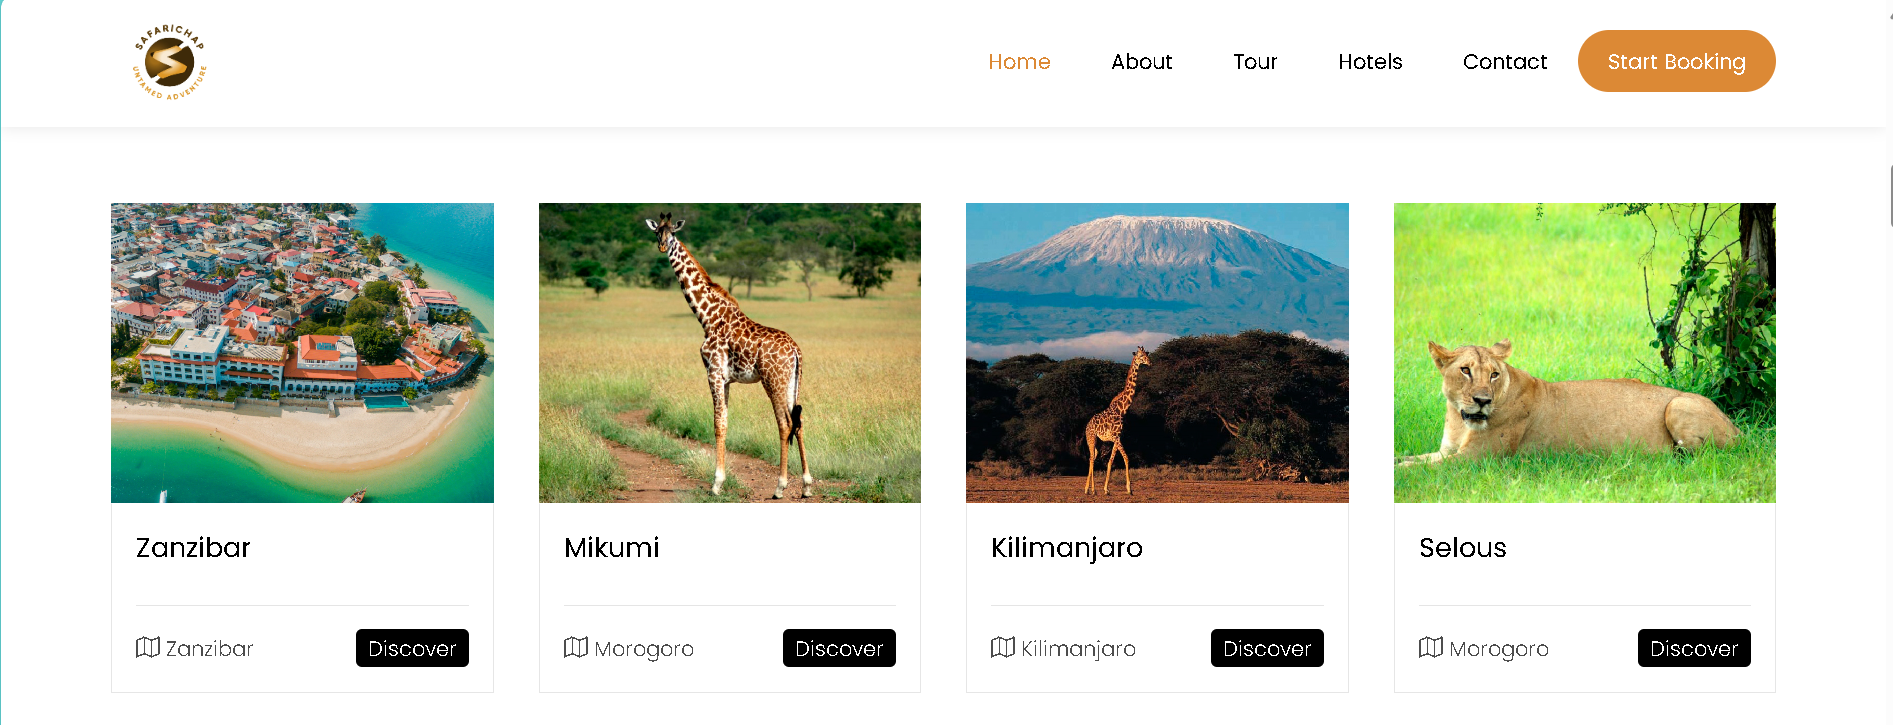 SAFARICHAP
UNTAMED ADVENTURE
Home About Tour Hotels Contact Start Booking
Zanzibar Mikumi Kilimanjaro Selous
Zanzibar Discover Morogoro Discover Kilimanjaro Discover Morogoro Discover